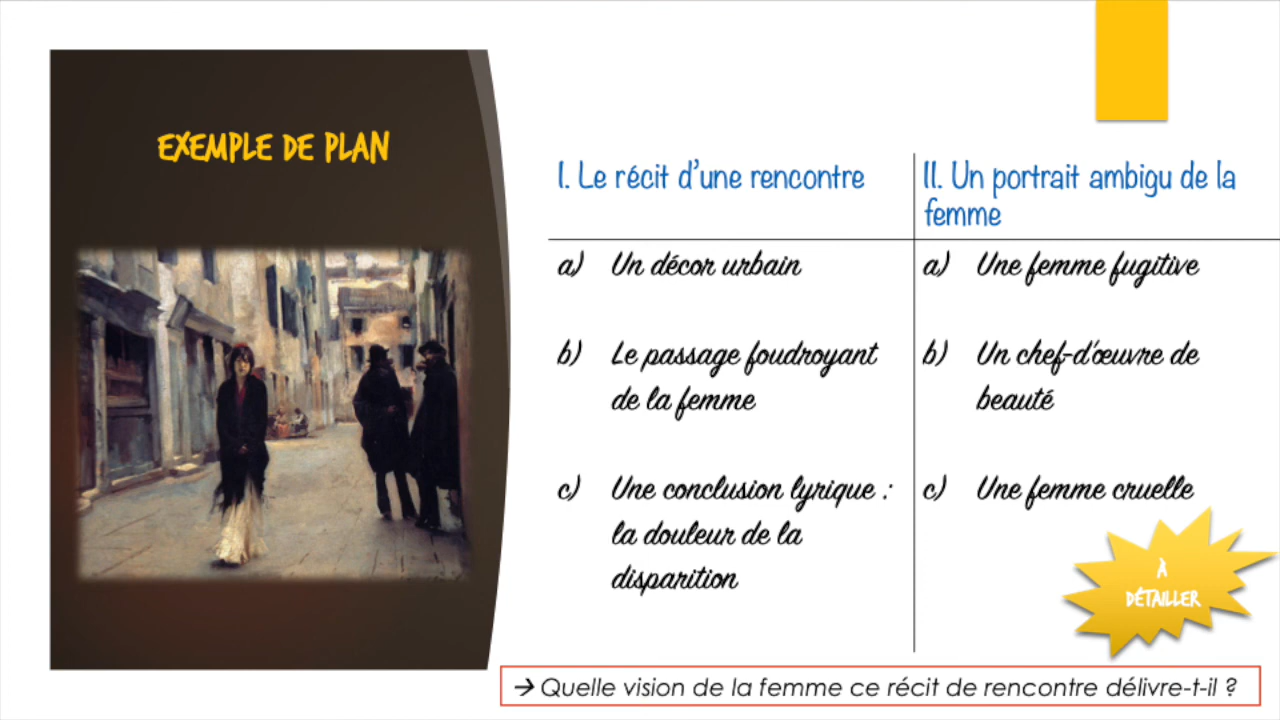 EXEMPLE DE PLAN
I. Le récit d'une rencontre
a) Un décor urbain
b) Le passage foudroyant
de la femme
c) Une conclusion lyrique :
la douleur de la
disparition
II. Un portrait ambigu de la
femme
a) Une femme fugitive
b) Un chef-d'œuvre de
beauté
c) Une femme cruelle
À
DÉTAILLER
→ Quelle vision de la femme ce récit de rencontre délivre-t-il ?